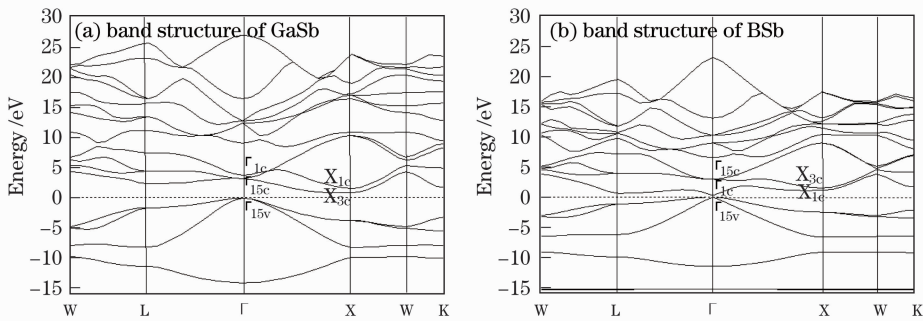 (a) band structure of GaSb
Energy /eV
30
25
20
15
10
5
0
−5
−10
−15
Γ1c
Γ15c
Γ15v
X1c
X3c
W L Γ X W K
(b) band structure of BSb
Energy /eV
30
25
20
15
10
5
0
−5
−10
−15
Γ15c
Γ1c
Γ15v
X3c
X1c
W L Γ X W K